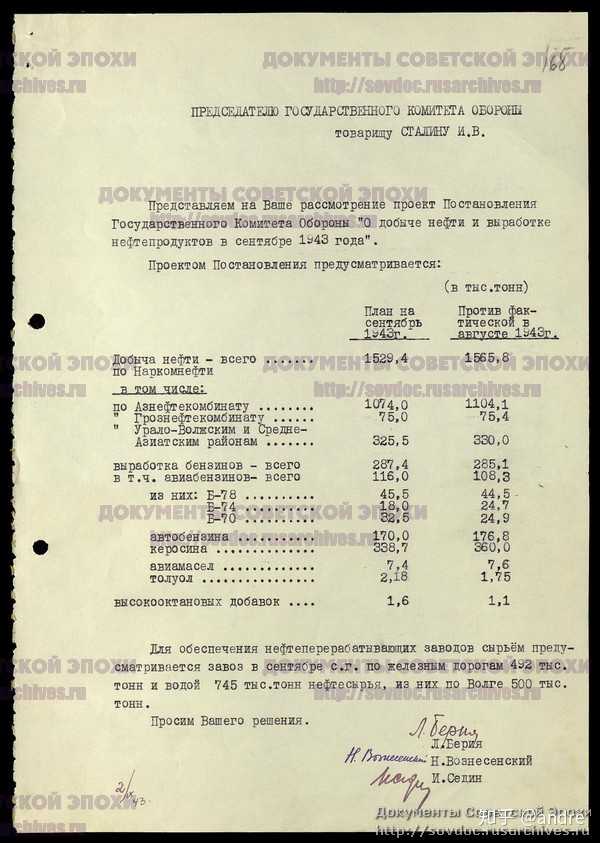 168
ПРЕДСЕДАТЕЛЮ ГОСУДАРСТВЕННОГО КОМИТЕТА ОБОРОНЫ
товарищу СТАЛИНУ И.В.
Представляем на Ваше рассмотрение проект Постановления
Государственного Комитета Обороны "О добыче нефти и выработке
нефтепродуктов в сентябре 1943 года".
Проектом Постановления предусматривается:
(в тыс.тонн)
План на сентябрь 1943г. Против фак-тической в августе 1943г.
Добыча нефти - всего ....... 1529,4 1565,8
по Наркомнефти
в том числе:
по Азнефтекомбинату ........ 1074,0 1104,1
" Грознефтекомбинату ...... 75,0 75,4
" Урало-Волжским и Средне-
Азиатским районам ....... 325,5 330,0
выработка бензинов - всего 287,4 285,1
в т.ч. авиабензинов- всего 116,0 108,3
из них: Б-78 .......... 45,5 44,5
Б-74 .......... 18,0 24,7
Б-70 .......... 32,5 24,9
автобензина ........... 170,0 176,8
керосина .............. 338,7 360,0
авиамасел ............. 7,4 7,6
толуол ................ 2,18 1,75
высокооктановых добавок .... 1,6 1,1
Для обеспечения нефтеперерабатывающих заводов сырьём преду-
сматривается завоз в сентябре с.г. по железным дорогам 492 тыс.
тонн и водой 745 тыс.тонн нефтесырья, из них по Волге 500 тыс.
тонн.
Просим Вашего решения.
Л.Берия
Л.Берия
Н. Вознесенский Н.Вознесенский
И.Седин
2/IX 43.
ДОКУМЕНТЫ СОВЕТСКОЙ ЭПОХИ
http://sovdoc.rusarchives.ru
Документы Советской Эпохи
http://sovdoc.rusarchives.ru
知乎 @andre